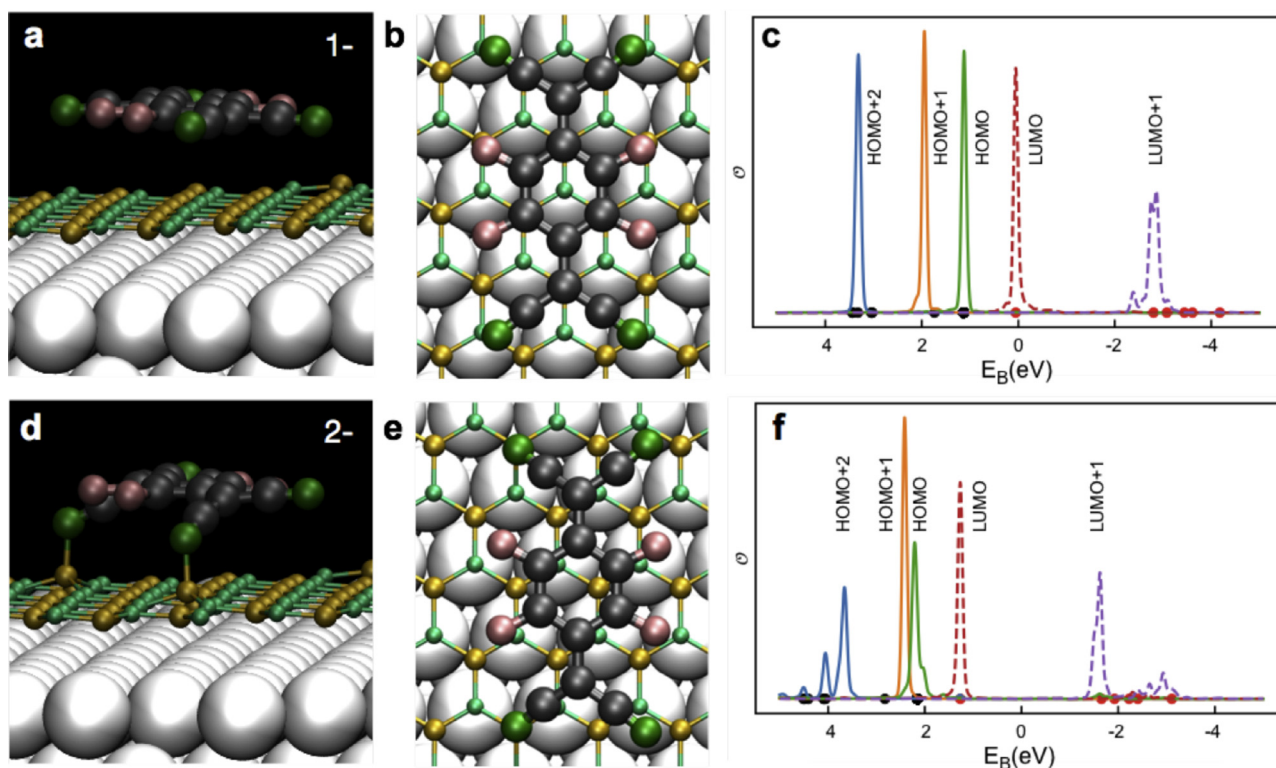 a
1-
b
c
HOMO+2
HOMO+1
HOMO
LUMO
LUMO+1
𝒪
4
2
0
-2
-4
E_B(eV)
d
2-
e
f
HOMO+2
HOMO+1
HOMO
LUMO
LUMO+1
𝒪
4
2
0
-2
-4
E_B(eV)